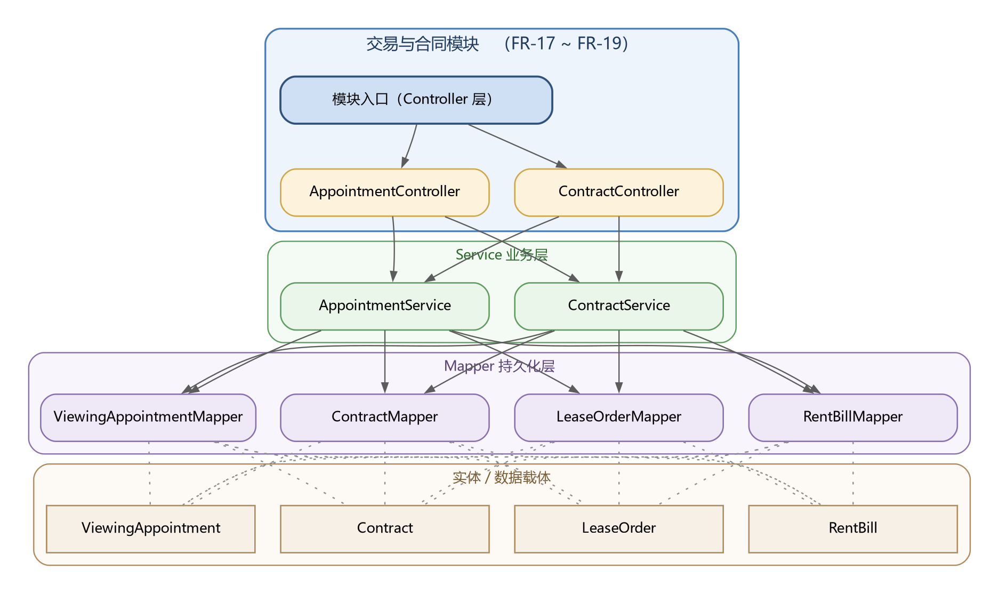 交易与合同模块 （FR-17 ~ FR-19）
模块入口（Controller 层）
AppointmentController
ContractController
Service 业务层
AppointmentService
ContractService
Mapper 持久化层
ViewingAppointmentMapper
ContractMapper
LeaseOrderMapper
RentBillMapper
实体 / 数据载体
ViewingAppointment
Contract
LeaseOrder
RentBill